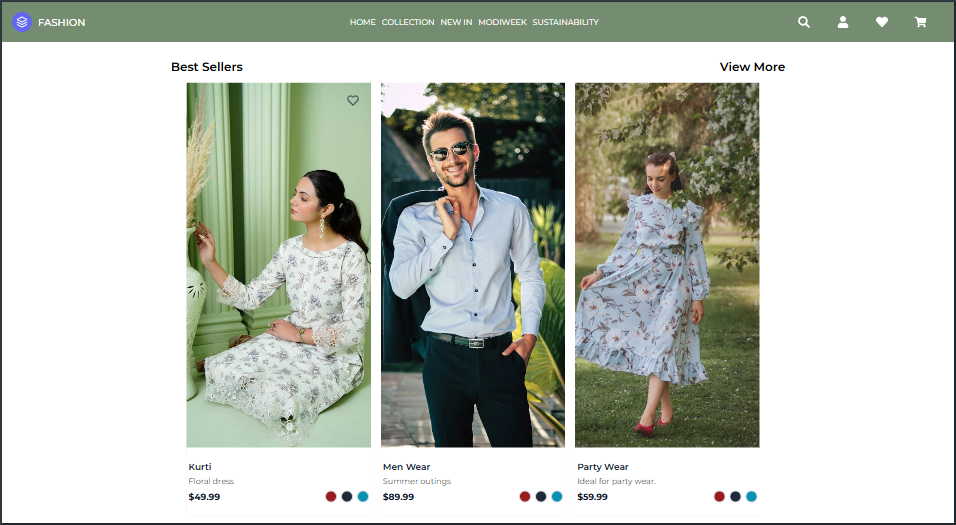 FASHION
HOME COLLECTION NEW IN MODIWEEK SUSTAINABILITY
Best Sellers
View More
Kurti
Floral dress
$49.99
Men Wear
Summer outings
$89.99
Party Wear
Ideal for party wear.
$59.99